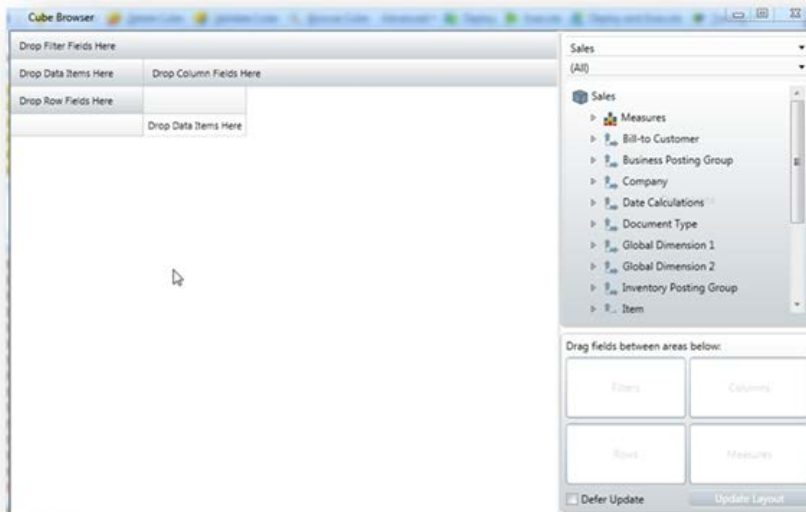 Cube Browser
Drop Filter Fields Here
Drop Data Items Here
Drop Column Fields Here
Drop Row Fields Here
Drop Data Items Here
Sales
(All)
Sales
Measures
Bill-to Customer
Business Posting Group
Company
Date Calculations
Document Type
Global Dimension 1
Global Dimension 2
Inventory Posting Group
Item
Drag fields between areas below:
Filters
Columns
Rows
Measures
Defer Update
Update Layout